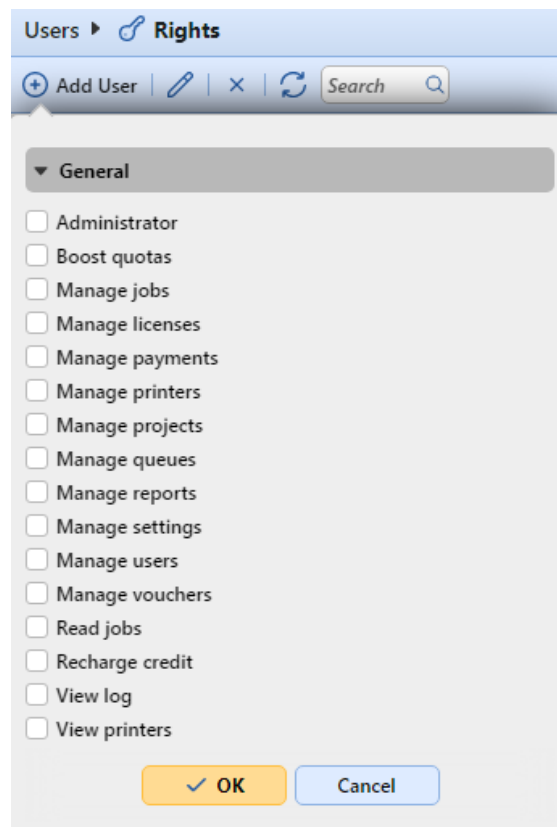 Users Rights
Add User Search
General
Administrator
Boost quotas
Manage jobs
Manage licenses
Manage payments
Manage printers
Manage projects
Manage queues
Manage reports
Manage settings
Manage users
Manage vouchers
Read jobs
Recharge credit
View log
View printers
OK Cancel